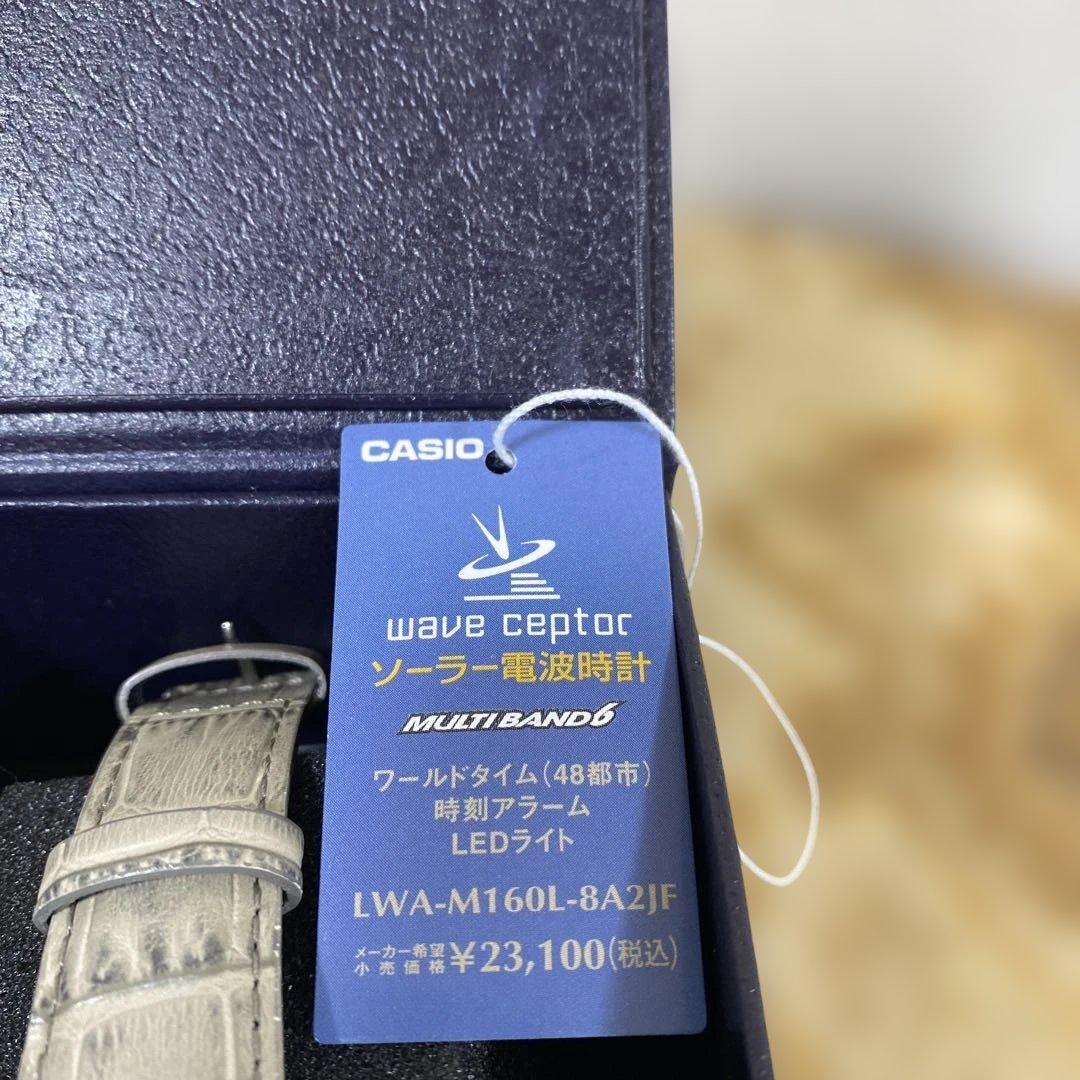 CASIO
wave ceptor
ソーラー電波時計
MULTI BAND 6
ワールドタイム(48都市)
時刻アラーム
LEDライト
LWA-M160L-8A2JF
メーカー希望
小売価格 ¥23,100(税込)